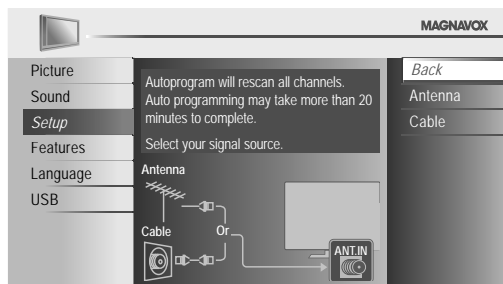 MAGNAVOX
Picture
Sound
Setup
Features
Language
USB
Autoprogram will rescan all channels.
Auto programming may take more than 20
minutes to complete.
Select your signal source.
Antenna
Cable
Or
ANT.IN
Back
Antenna
Cable